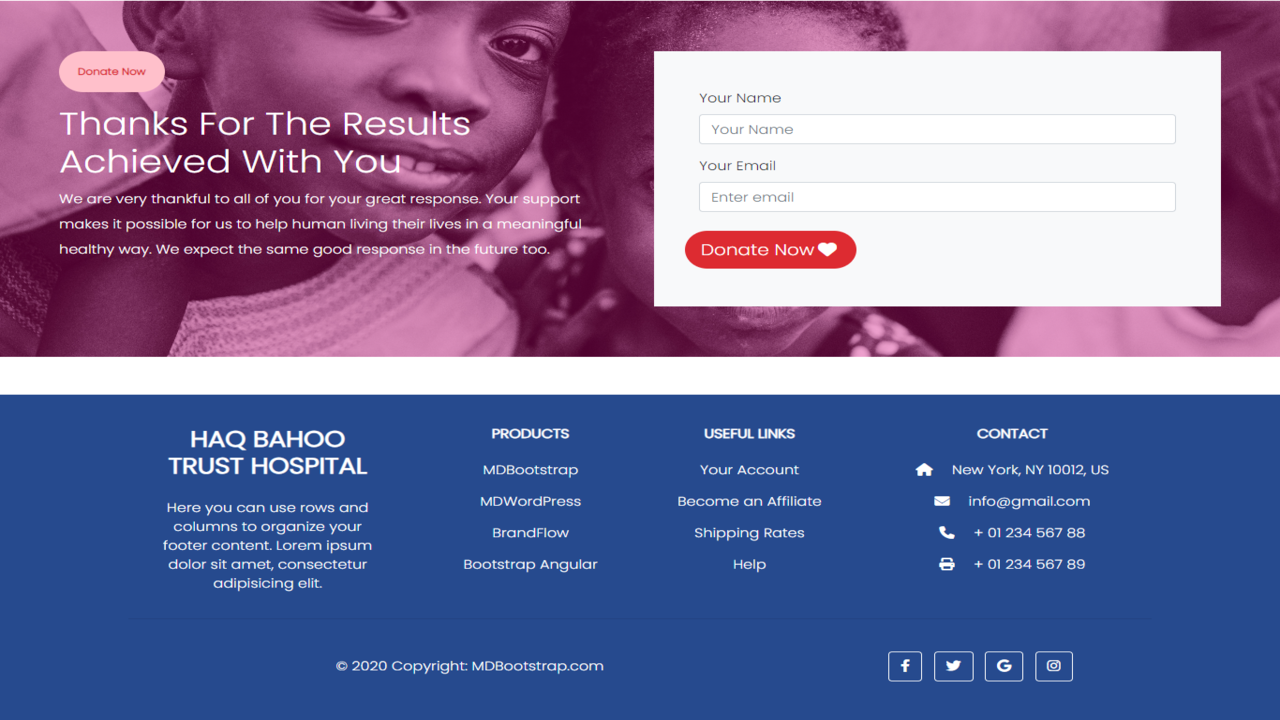 Donate Now
Thanks For The Results
Achieved With You
We are very thankful to all of you for your great response. Your support
makes it possible for us to help human living their lives in a meaningful
healthy way. We expect the same good response in the future too.
Your Name
Your Name
Your Email
Enter email
Donate Now
HAQ BAHOO
TRUST HOSPITAL
Here you can use rows and
columns to organize your
footer content. Lorem ipsum
dolor sit amet, consectetur
adipisicing elit.
PRODUCTS
MDBootstrap
MDWordPress
BrandFlow
Bootstrap Angular
USEFUL LINKS
Your Account
Become an Affiliate
Shipping Rates
Help
CONTACT
New York, NY 10012, US
info@gmail.com
+ 01 234 567 88
+ 01 234 567 89
© 2020 Copyright: MDBootstrap.com